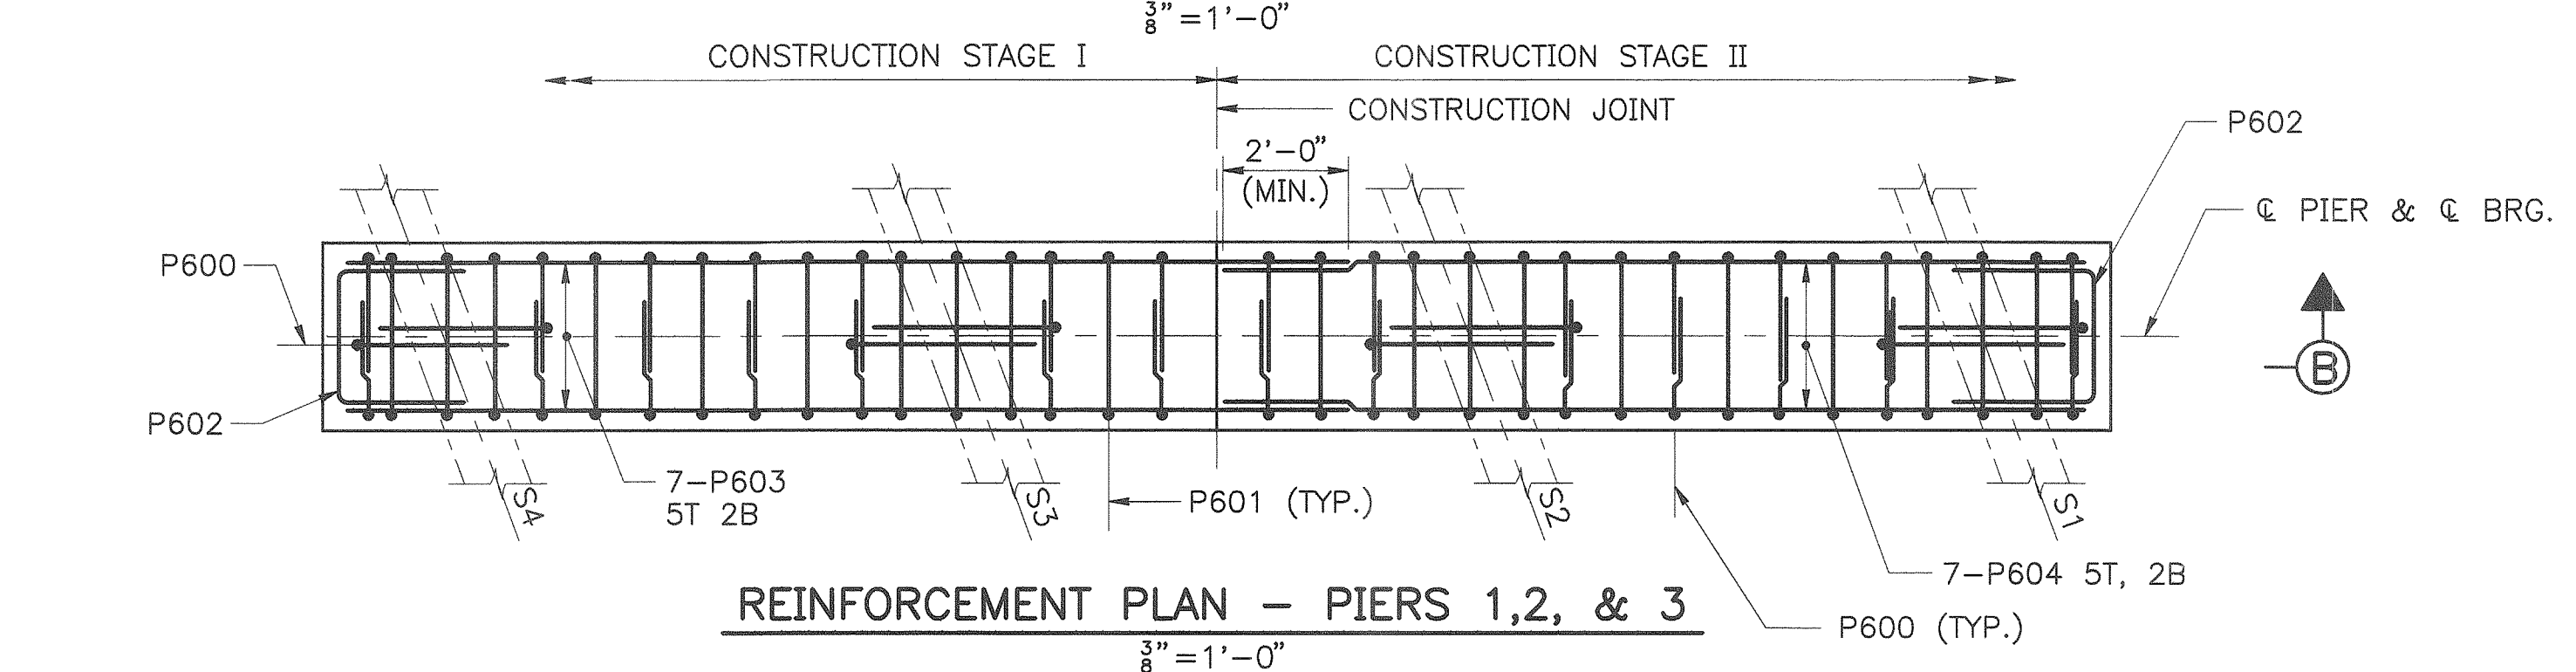 3/8"=1'-0"
CONSTRUCTION STAGE I
CONSTRUCTION STAGE II
CONSTRUCTION JOINT
P602
2'-0"
(MIN.)
℄ PIER & ℄ BRG.
P600
B
P602
7-P603
5T 2B
S4
S3
P601 (TYP.)
S2
S1
7-P604 5T, 2B
P600 (TYP.)
REINFORCEMENT PLAN - PIERS 1,2, & 3
3/8"=1'-0"